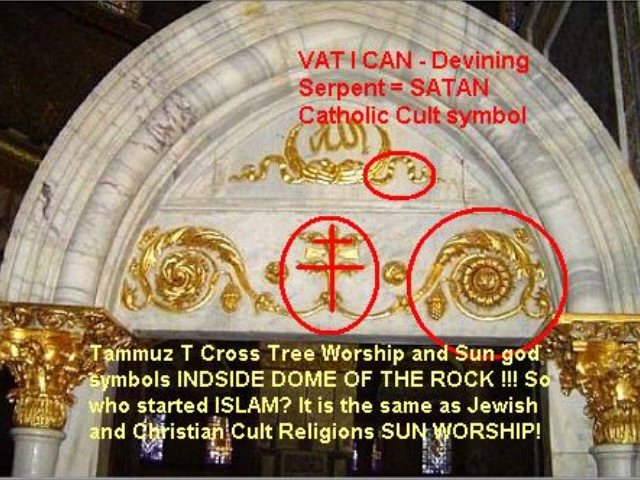 VAT I CAN - Devining
Serpent = SATAN
Catholic Cult symbol
الله
Tammuz T Cross Tree Worship and Sun god
symbols INDSIDE DOME OF THE ROCK !!! So
who started ISLAM? It is the same as Jewish
and Christian Cult Religions SUN WORSHIP!